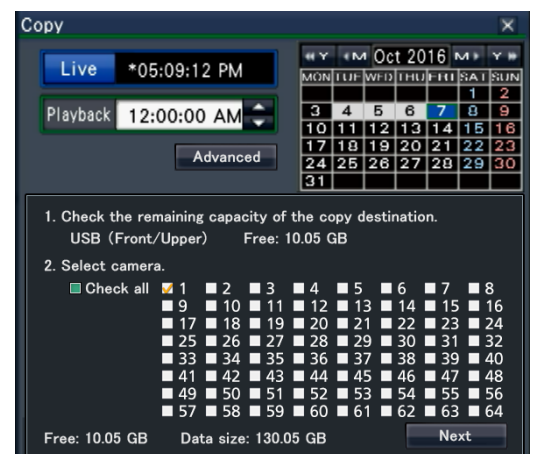 Copy
Live *05:09:12 PM
Playback 12:00:00 AM
Advanced
Y M Oct 2016 M Y
MON TUE WED THU FRI SAT SUN
1 2
3 4 5 6 7 8 9
10 11 12 13 14 15 16
17 18 19 20 21 22 23
24 25 26 27 28 29 30
31
1. Check the remaining capacity of the copy destination.
USB (Front/Upper) Free: 10.05 GB
2. Select camera.
Check all 1 2 3 4 5 6 7 8
9 10 11 12 13 14 15 16
17 18 19 20 21 22 23 24
25 26 27 28 29 30 31 32
33 34 35 36 37 38 39 40
41 42 43 44 45 46 47 48
49 50 51 52 53 54 55 56
57 58 59 60 61 62 63 64
Free: 10.05 GB Data size: 130.05 GB Next